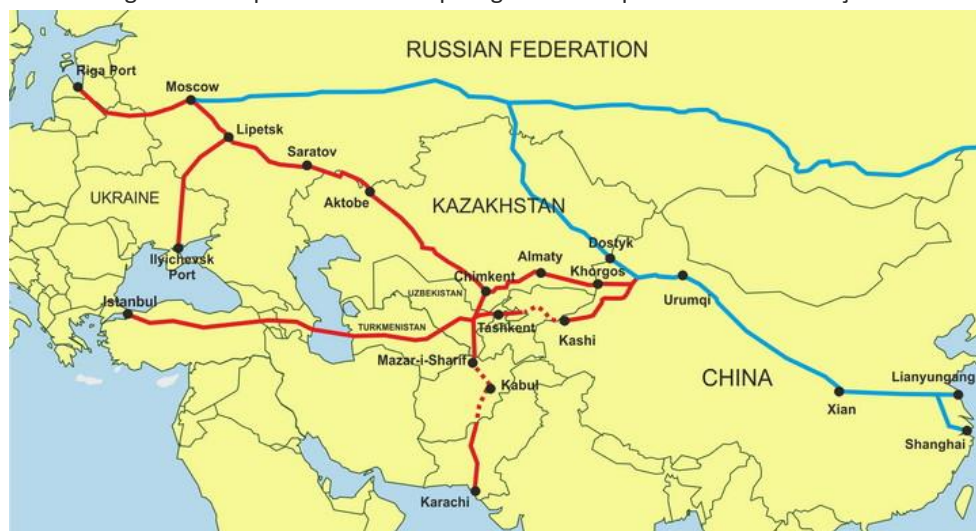 RUSSIAN FEDERATION
Riga Port
Moscow
Lipetsk
Saratov
UKRAINE
Aktobe
KAZAKHSTAN
Ilyichevsk
Port
Dostyk
Almaty
Khorgos
Chimkent
Urumqi
Istanbul
UZBEKISTAN
TURKMENISTAN
Tashkent
Kashi
Mazar-i-Sharif
Kabul
CHINA
Lianyungang
Xian
Shanghai
Karachi